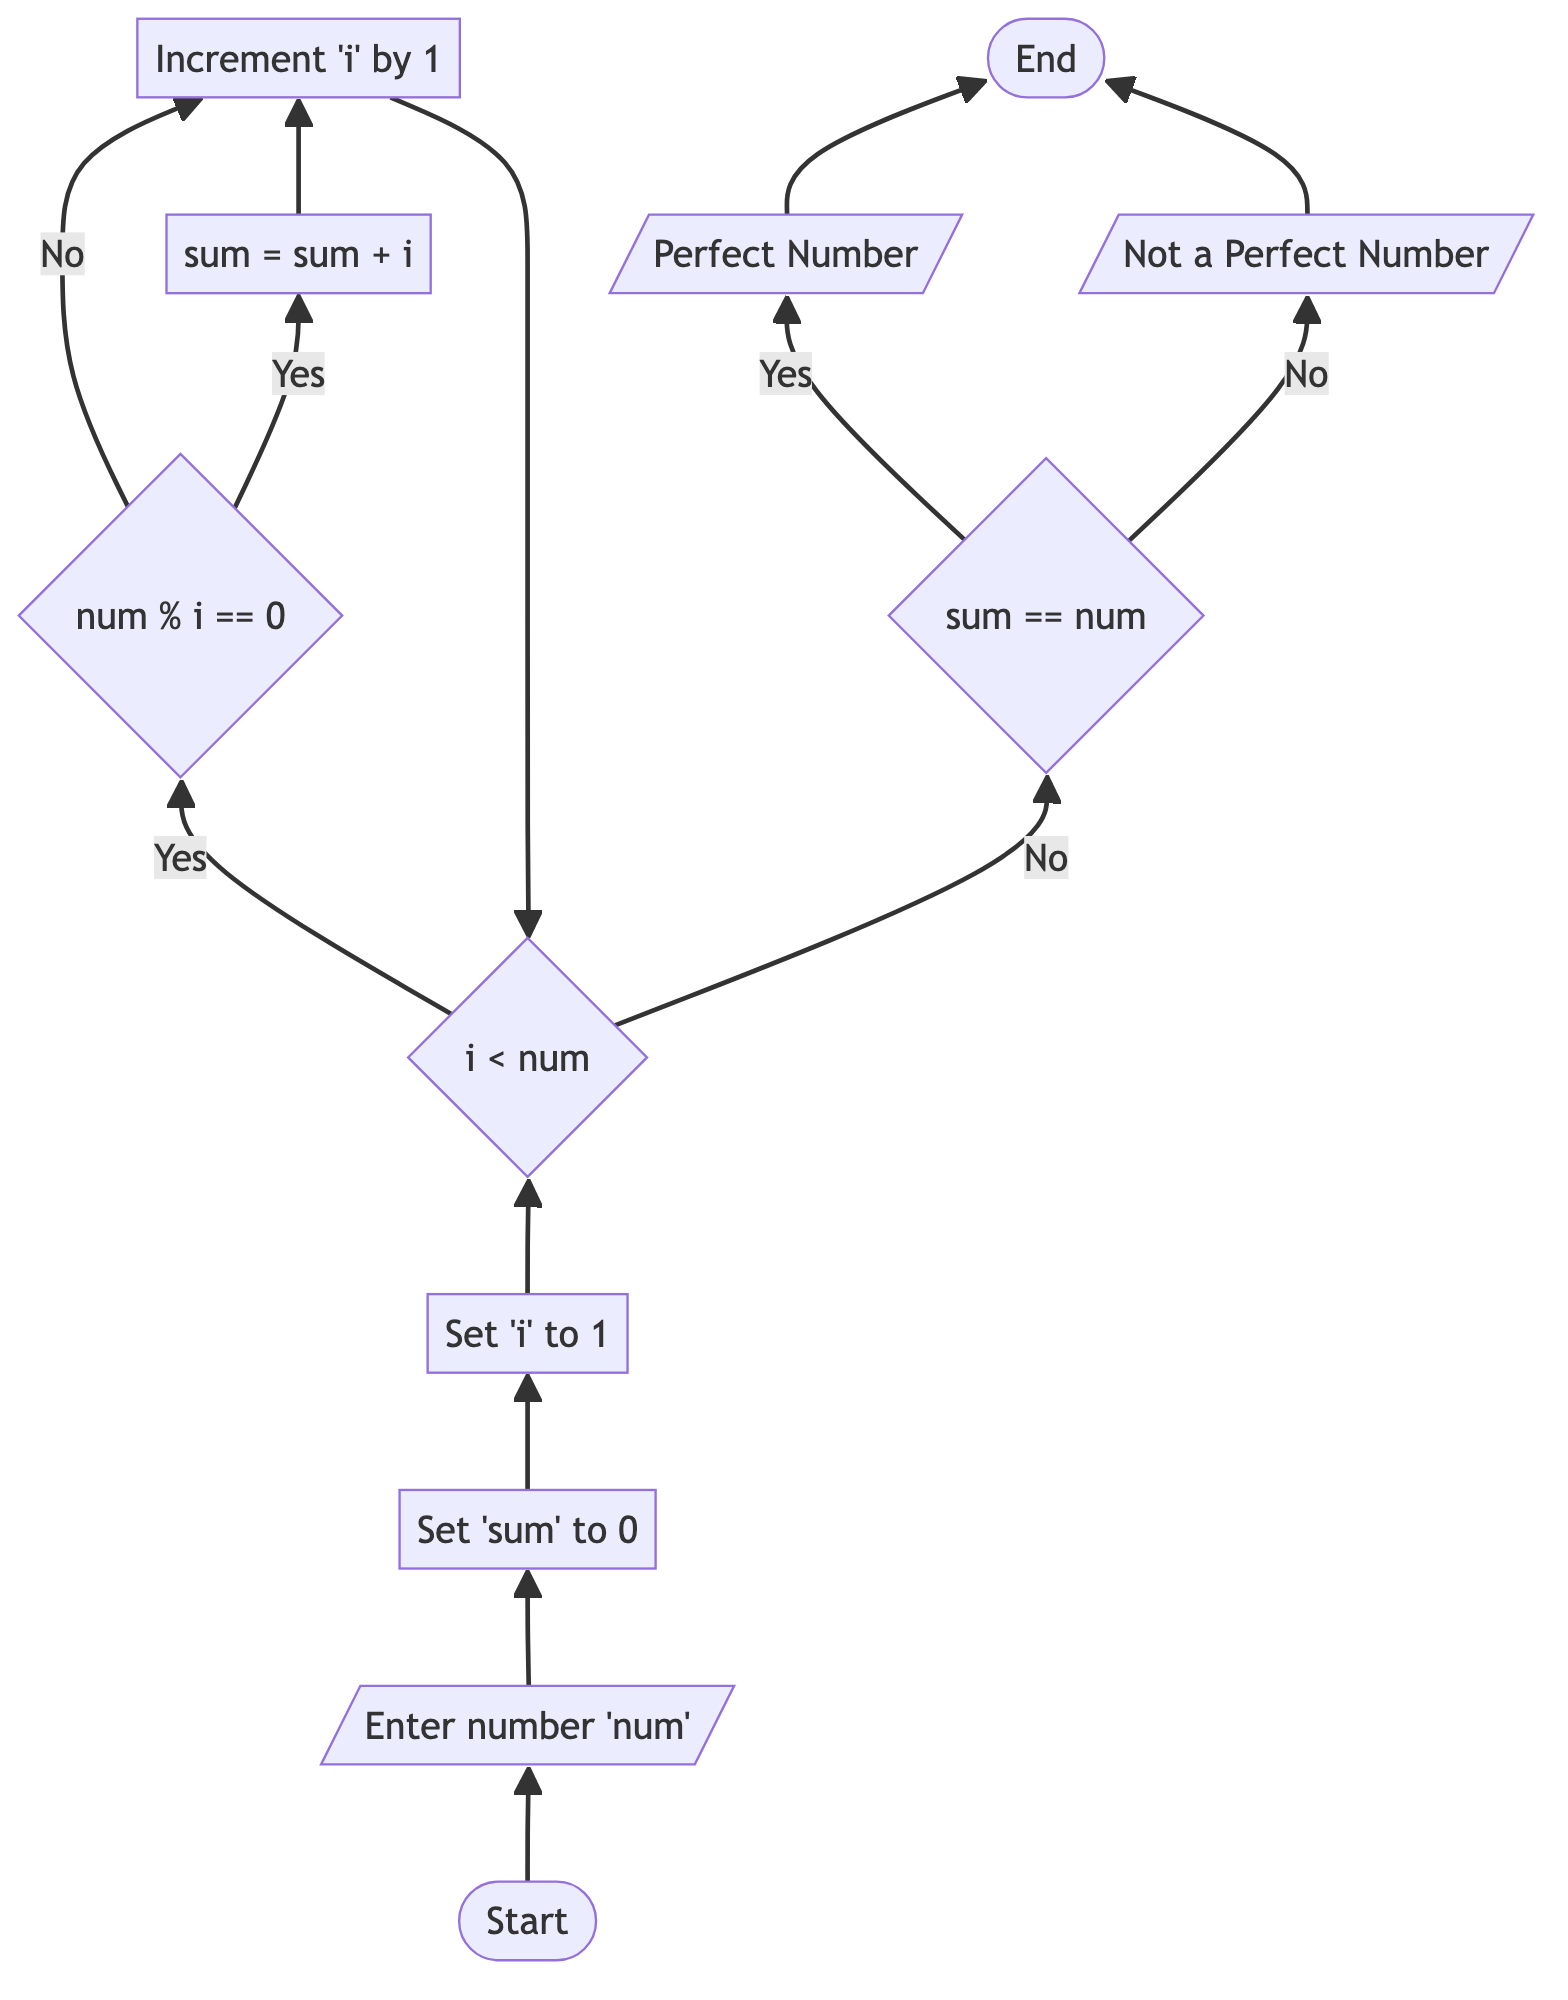 Increment 'i' by 1
End
No
sum = sum + i
Perfect Number
Not a Perfect Number
Yes
Yes
No
num % i == 0
sum == num
Yes
No
i < num
Set 'i' to 1
Set 'sum' to 0
Enter number 'num'
Start